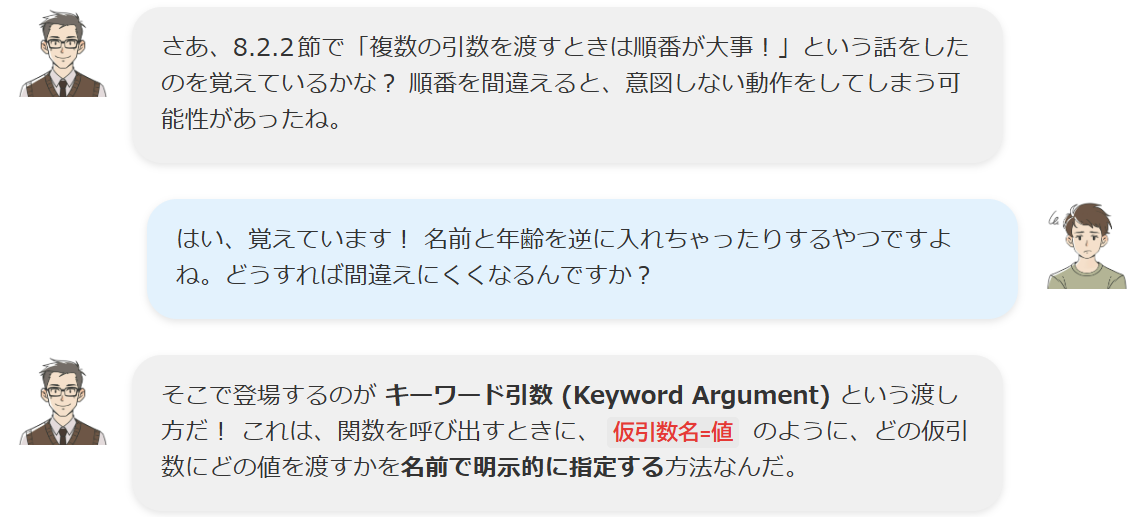 さあ、8.2.2節で「複数の引数を渡すときは順番が大事！」という話をした
のを覚えているかな？ 順番を間違えると、意図しない動作をしてしまう可
能性があったね。
はい、覚えています！ 名前と年齢を逆に入れちゃったりするやつですよ
ね。どうすれば間違えにくくなるんですか？
そこで登場するのが キーワード引数 (Keyword Argument) という渡し
方だ！ これは、関数を呼び出すときに、 仮引数名=値 のように、どの仮引
数にどの値を渡すかを名前で明示的に指定する方法なんだ。